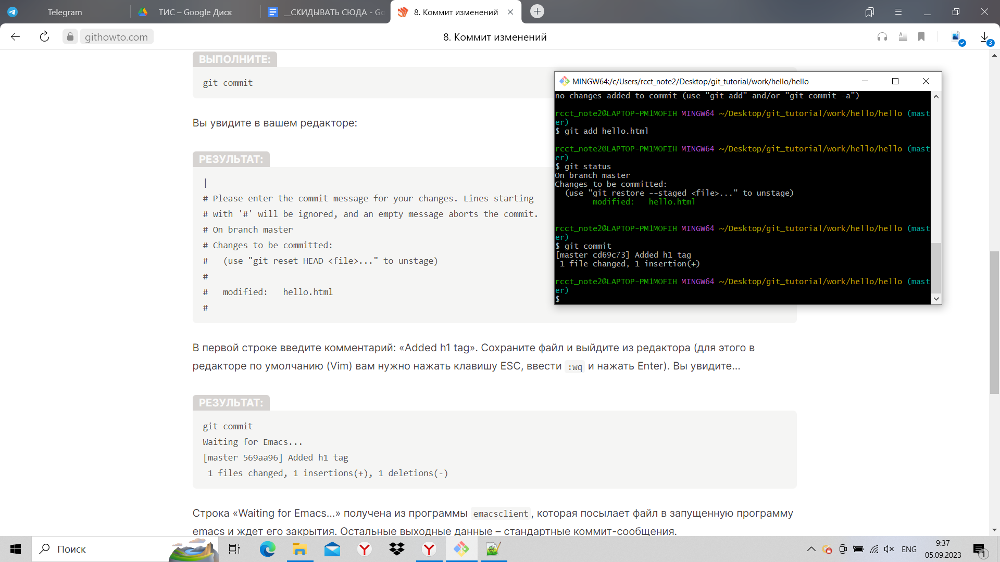 Telegram
ТИС – Google Диск
__СКИДЫВАТЬ СЮДА - Go
8. Коммит изменений
githowto.com
8. Коммит изменений
3
ВЫПОЛНИТЕ:
git commit
Вы увидите в вашем редакторе:
РЕЗУЛЬТАТ:
|
# Please enter the commit message for your changes. Lines starting
# with '#' will be ignored, and an empty message aborts the commit.
# On branch master
# Changes to be committed:
#   (use "git reset HEAD <file>..." to unstage)
#
#   modified:   hello.html
#
В первой строке введите комментарий: «Added h1 tag». Сохраните файл и выйдите из редактора (для этого в
редакторе по умолчанию (Vim) вам нужно нажать клавишу ESC, ввести :wq и нажать Enter). Вы увидите...
РЕЗУЛЬТАТ:
git commit
Waiting for Emacs...
[master 569aa96] Added h1 tag
 1 files changed, 1 insertions(+), 1 deletions(-)
Строка «Waiting for Emacs...» получена из программы emacsclient, которая посылает файл в запущенную программу
emacs и ждет его закрытия. Остальные выходные данные – стандартные коммит-сообщения.
MINGW64:/c/Users/rcct_note2/Desktop/git_tutorial/work/hello/hello
no changes added to commit (use "git add" and/or "git commit -a")
rcct_note2@LAPTOP-PM1MOFIH MINGW64 ~/Desktop/git_tutorial/work/hello/hello (mast
er)
$ git add hello.html
rcct_note2@LAPTOP-PM1MOFIH MINGW64 ~/Desktop/git_tutorial/work/hello/hello (mast
er)
$ git status
On branch master
Changes to be committed:
  (use "git restore --staged <file>..." to unstage)
        modified:   hello.html
rcct_note2@LAPTOP-PM1MOFIH MINGW64 ~/Desktop/git_tutorial/work/hello/hello (mast
er)
$ git commit
[master cd69c73] Added h1 tag
 1 file changed, 1 insertion(+)
rcct_note2@LAPTOP-PM1MOFIH MINGW64 ~/Desktop/git_tutorial/work/hello/hello (mast
er)
$
Поиск
ENG
9:37
05.09.2023
1